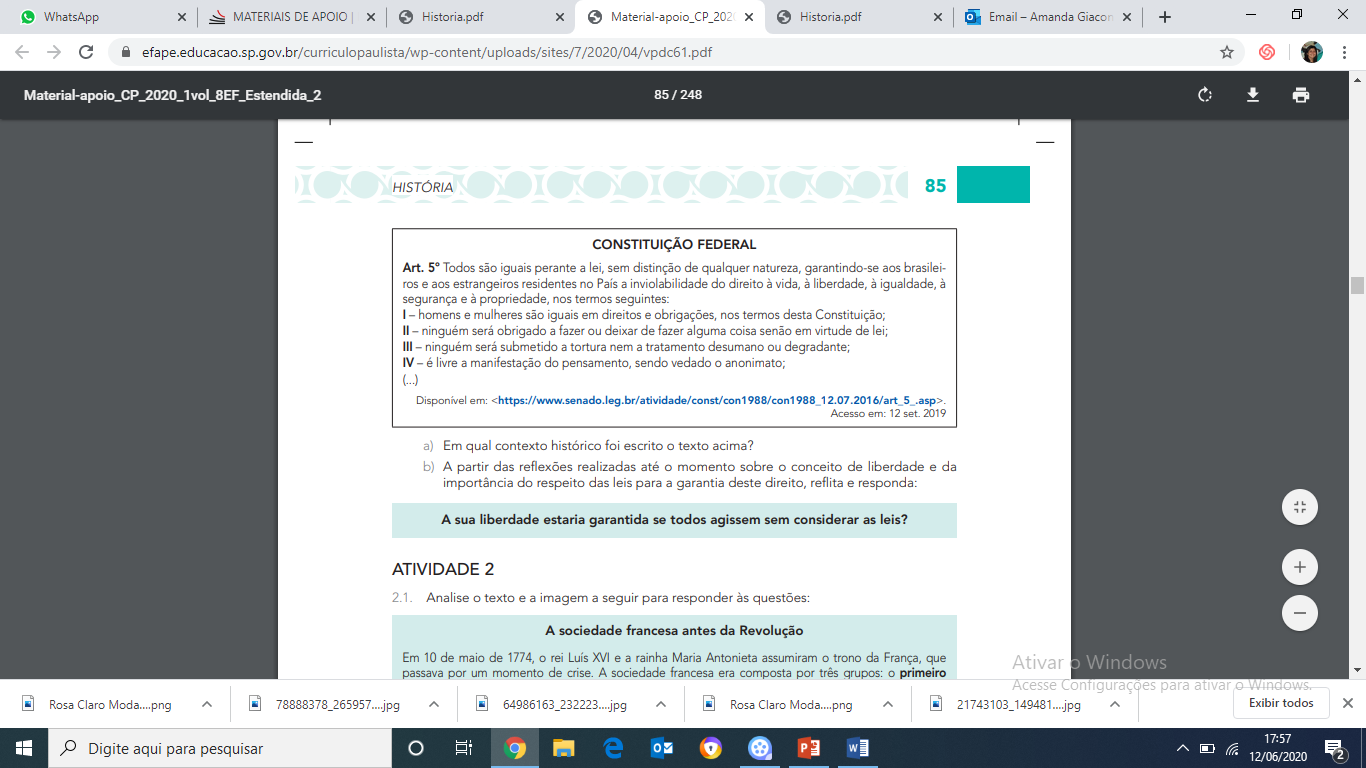 WhatsApp
MATERIAIS DE APOIO |
Historia.pdf
Material-apoio_CP_202
Historia.pdf
Email – Amanda Giacon
efape.educacao.sp.gov.br/curriculopaulista/wp-content/uploads/sites/7/2020/04/vpdc61.pdf
Material-apoio_CP_2020_1vol_8EF_Estendida_2
85 / 248
HISTÓRIA
85
CONSTITUIÇÃO FEDERAL
Art. 5º Todos são iguais perante a lei, sem distinção de qualquer natureza, garantindo-se aos brasilei-
ros e aos estrangeiros residentes no País a inviolabilidade do direito à vida, à liberdade, à igualdade, à
segurança e à propriedade, nos termos seguintes:
I – homens e mulheres são iguais em direitos e obrigações, nos termos desta Constituição;
II – ninguém será obrigado a fazer ou deixar de fazer alguma coisa senão em virtude de lei;
III – ninguém será submetido a tortura nem a tratamento desumano ou degradante;
IV – é livre a manifestação do pensamento, sendo vedado o anonimato;
(...)
Disponível em: <https://www.senado.leg.br/atividade/const/con1988/con1988_12.07.2016/art_5_.asp>.
Acesso em: 12 set. 2019
a) Em qual contexto histórico foi escrito o texto acima?
b) A partir das reflexões realizadas até o momento sobre o conceito de liberdade e da
importância do respeito das leis para a garantia deste direito, reflita e responda:
A sua liberdade estaria garantida se todos agissem sem considerar as leis?
ATIVIDADE 2
2.1. Analise o texto e a imagem a seguir para responder às questões:
A sociedade francesa antes da Revolução
Em 10 de maio de 1774, o rei Luís XVI e a rainha Maria Antonieta assumiram o trono da França, que
passava por um momento de crise. A sociedade francesa era composta por três grupos: o primeiro
Ativar o Windows
Acesse Configurações para ativar o Windows.
Rosa Claro Moda....png
78888378_265957....jpg
64986163_232223....jpg
Rosa Claro Moda....png
21743103_149481....jpg
Exibir todos
Digite aqui para pesquisar
17:57
12/06/2020
2